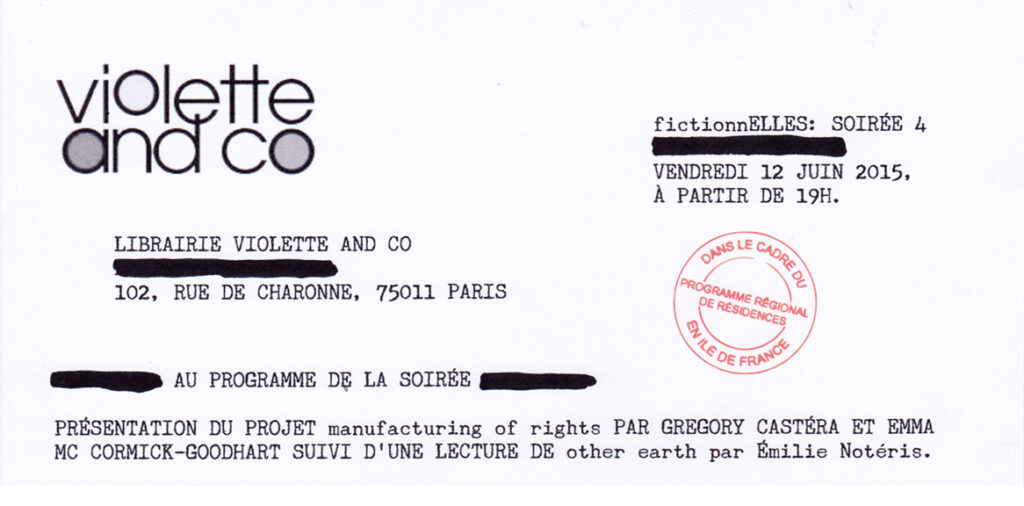 violette
and co
fictionnELLES: SOIRÉE 4
VENDREDI 12 JUIN 2015,
À PARTIR DE 19H.
LIBRAIRIE VIOLETTE AND CO
102, RUE DE CHARONNE, 75011 PARIS
DANS LE CADRE DU
PROGRAMME RÉGIONAL
DE RÉSIDENCES
EN ILE DE FRANCE
AU PROGRAMME DE LA SOIRÉE
PRÉSENTATION DU PROJET manufacturing of rights PAR GREGORY CASTÉRA ET EMMA
MC CORMICK-GOODHART SUIVI D'UNE LECTURE DE other earth par Émilie Notéris.